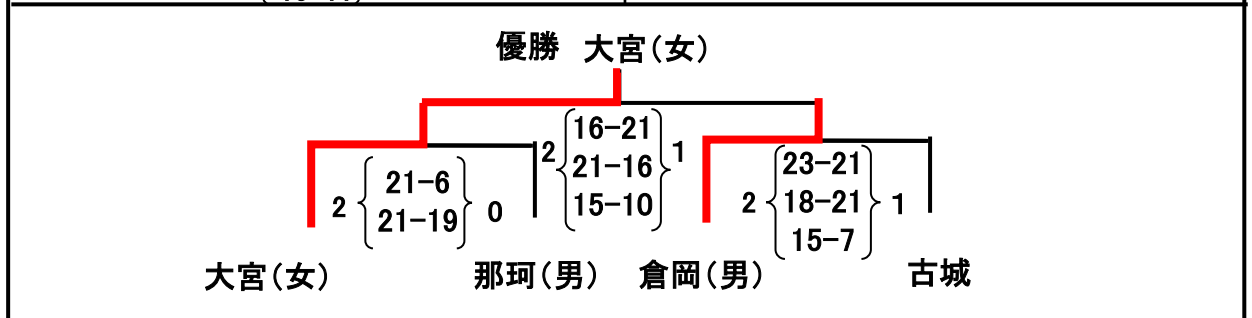 優勝 大宮（女）
16-21
2 21-16 1
15-10
21-6
2 21-19 0
23-21
2 18-21 1
15-7
大宮（女） 那珂（男） 倉岡（男） 古城